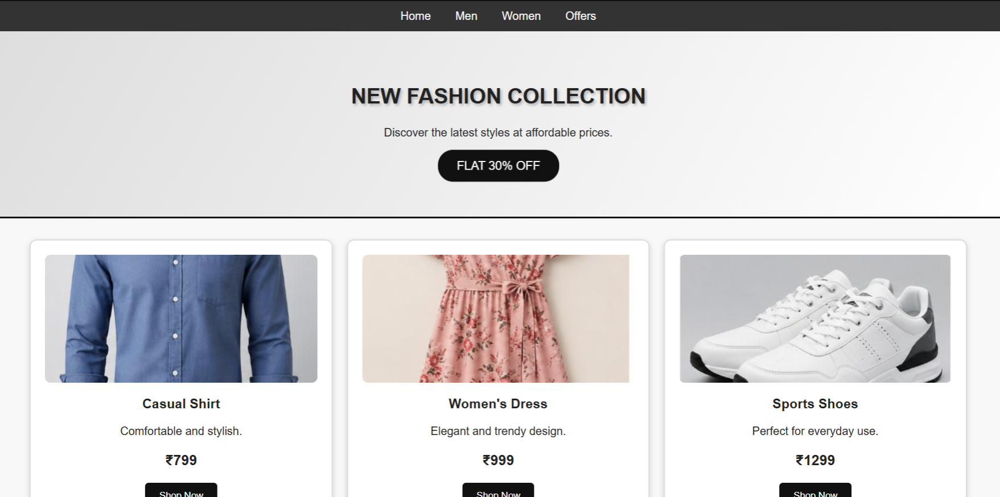 Home Men Women Offers
NEW FASHION COLLECTION
Discover the latest styles at affordable prices.
FLAT 30% OFF
Casual Shirt
Comfortable and stylish.
₹799
Shop Now
Women's Dress
Elegant and trendy design.
₹999
Shop Now
Sports Shoes
Perfect for everyday use.
₹1299
Shop Now